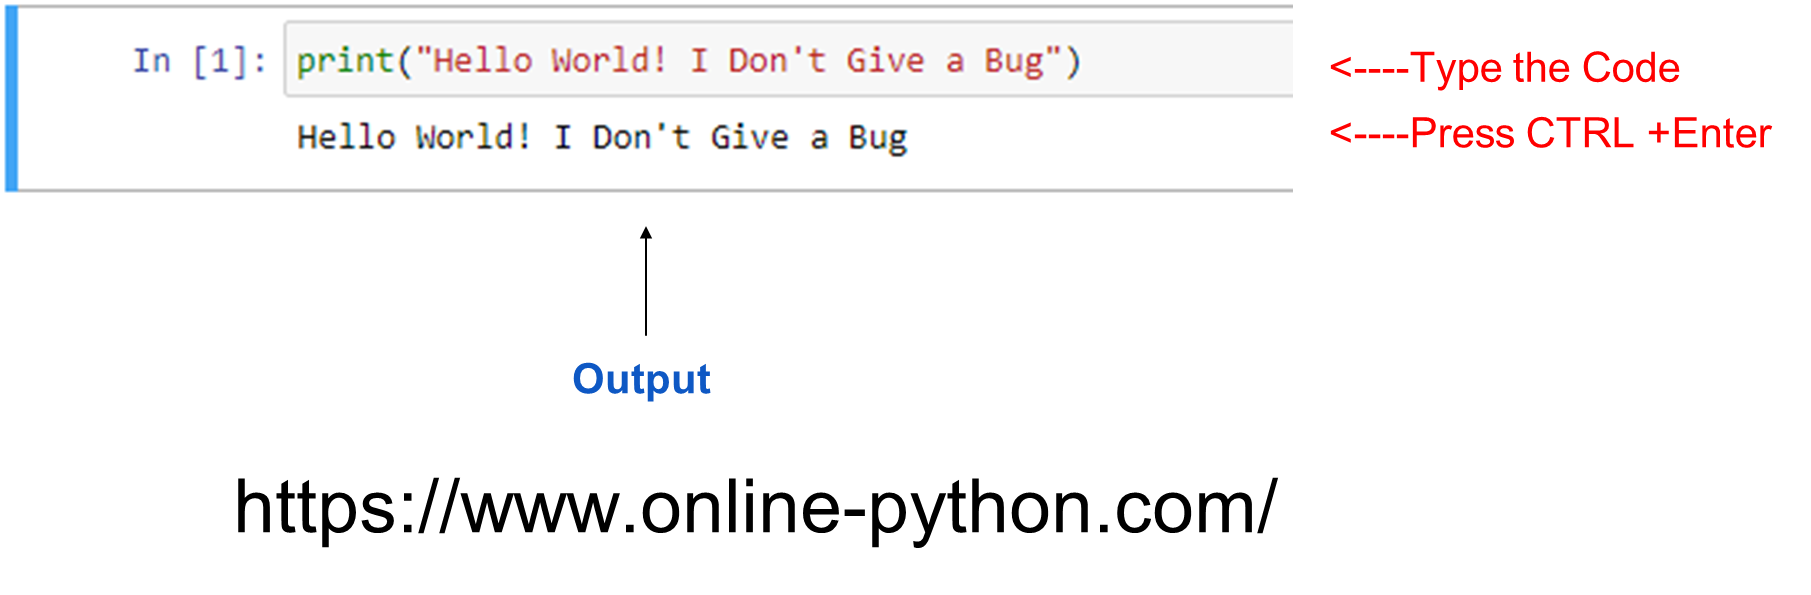 In [1]: print("Hello World! I Don't Give a Bug") <----Type the Code
Hello World! I Don't Give a Bug <----Press CTRL +Enter
Output
https://www.online-python.com/